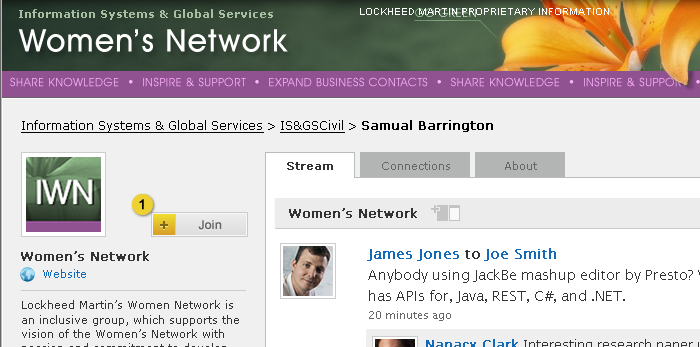 Information Systems & Global Services
LOCKHEED MARTIN PROPRIETARY INFORMATION
Women's Network
SHARE KNOWLEDGE • INSPIRE & SUPPORT • EXPAND BUSINESS CONTACTS • SHARE KNOWLEDGE • INSPIRE & SUPPORT •
Information Systems & Global Services > IS&GSCivil > Samual Barrington
IWN
1
+ Join
Women's Network
Website
Lockheed Martin's Women Network is
an inclusive group, which supports the
vision of the Women's Network with
Stream
Connections
About
Women's Network
James Jones to Joe Smith
Anybody using JackBe mashup editor by Presto?
has APIs for, Java, REST, C#, and .NET.
20 minutes ago
Nanacy Clark Interesting research paper